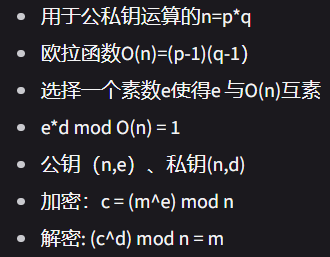 用于公私钥运算的n=p*q
欧拉函数O(n)=(p-1)(q-1)
选择一个素数e使得e 与O(n)互素
e*d mod O(n) = 1
公钥（n,e）、私钥(n,d)
加密：c = (m^e) mod n
解密: (c^d) mod n = m